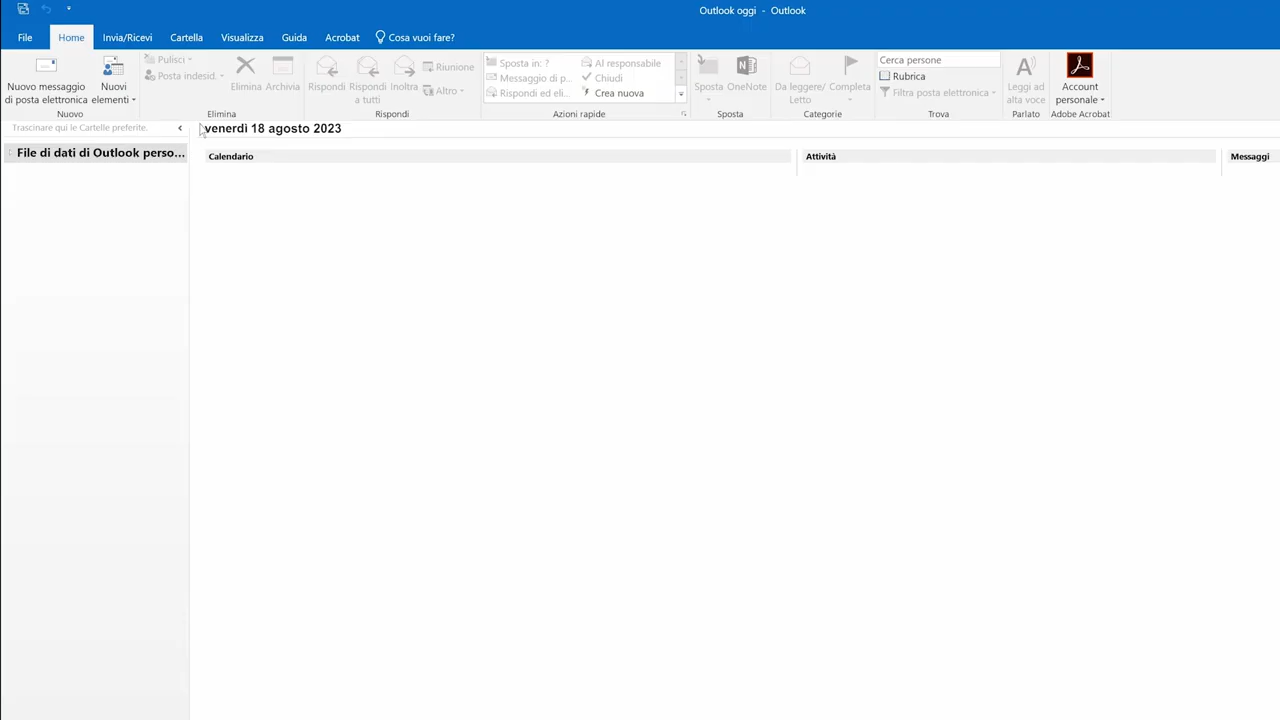 Outlook oggi - Outlook
File Home Invia/Ricevi Cartella Visualizza Guida Acrobat Cosa vuoi fare?
Nuovo messaggio di posta elettronica
Nuovi elementi
Nuovo
Pulisci
Posta indesid.
Elimina
Archivia
Elimina
Rispondi
Rispondi a tutti
Inoltra
Riunione
Altro
Rispondi
Sposta in: ?
Messaggio di p...
Rispondi ed eli...
Al responsabile
Chiudi
Crea nuova
Azioni rapide
Sposta
OneNote
Sposta
Da leggere/ Letto
Completa
Categorie
Cerca persone
Rubrica
Filtra posta elettronica
Trova
Leggi ad alta voce
Parlato
Account personale
Adobe Acrobat
Trascinare qui le Cartelle preferite.
File di dati di Outlook perso...
venerdì 18 agosto 2023
Calendario
Attività
Messaggi